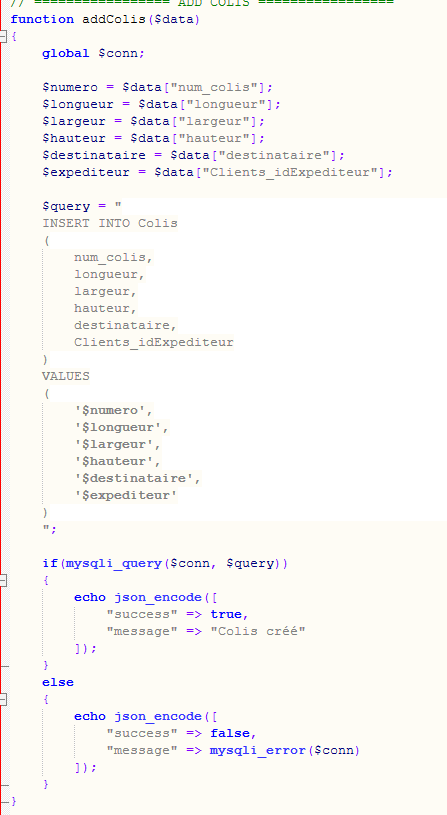 // ================= ADD COLIS =================
function addColis($data)
{
    global $conn;

    $numero = $data["num_colis"];
    $longueur = $data["longueur"];
    $largeur = $data["largeur"];
    $hauteur = $data["hauteur"];
    $destinataire = $data["destinataire"];
    $expediteur = $data["Clients_idExpediteur"];

    $query = "
    INSERT INTO Colis
    (
        num_colis,
        longueur,
        largeur,
        hauteur,
        destinataire,
        Clients_idExpediteur
    )
    VALUES
    (
        '$numero',
        '$longueur',
        '$largeur',
        '$hauteur',
        '$destinataire',
        '$expediteur'
    )
    ";

    if(mysqli_query($conn, $query))
    {
        echo json_encode([
            "success" => true,
            "message" => "Colis créé"
        ]);
    }
    else
    {
        echo json_encode([
            "success" => false,
            "message" => mysqli_error($conn)
        ]);
    }
}